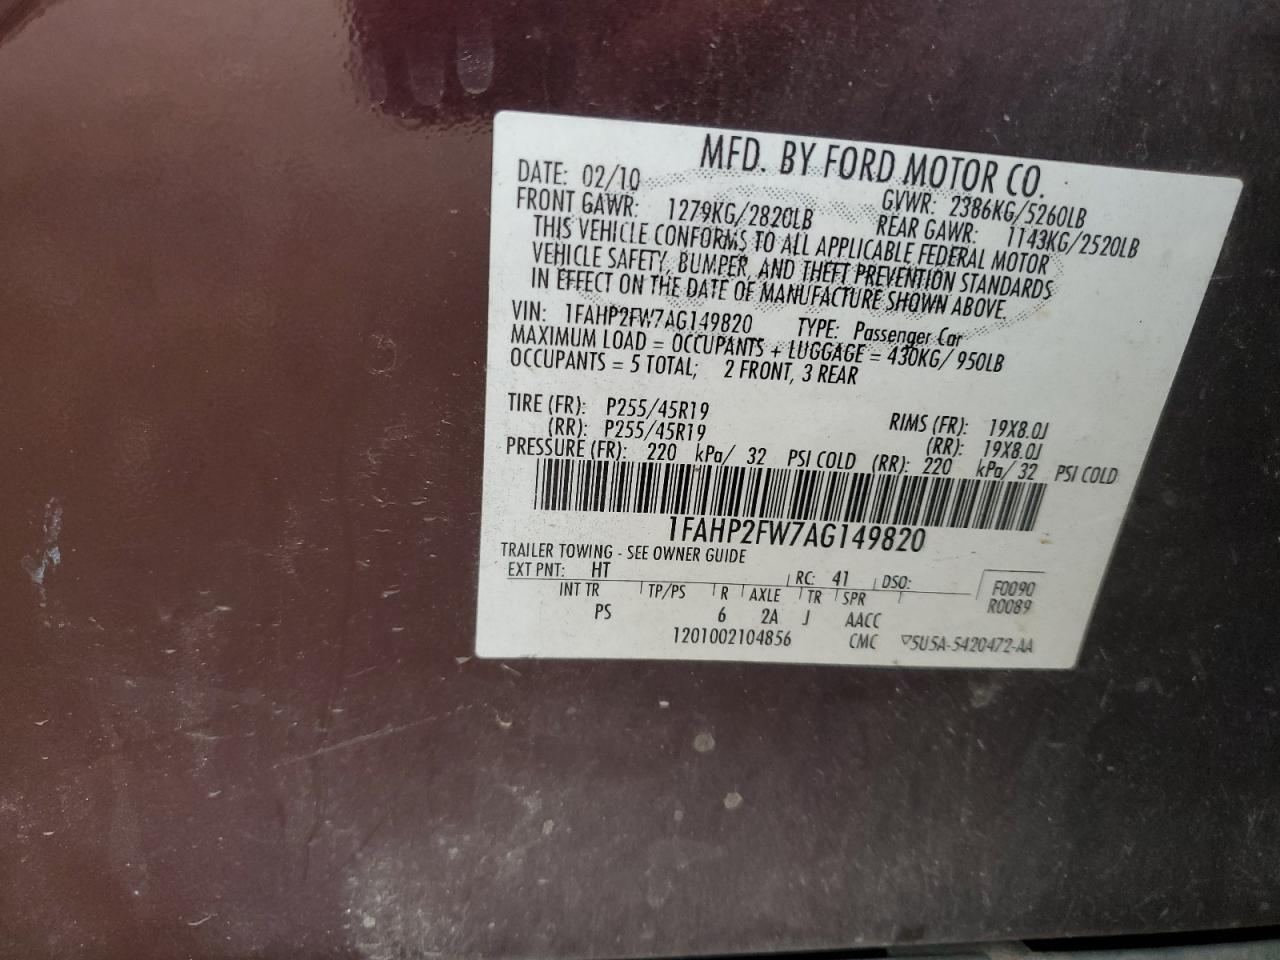 MFD. BY FORD MOTOR CO.
DATE: 02/10 GVWR: 2386KG/5260LB
FRONT GAWR: 1279KG/2820LB REAR GAWR: 1143KG/2520LB
THIS VEHICLE CONFORMS TO ALL APPLICABLE FEDERAL MOTOR
VEHICLE SAFETY, BUMPER, AND THEFT PREVENTION STANDARDS
IN EFFECT ON THE DATE OF MANUFACTURE SHOWN ABOVE.
VIN: 1FAHP2FW7AG149820 TYPE: Passenger Car
MAXIMUM LOAD = OCCUPANTS + LUGGAGE = 430KG/950LB
OCCUPANTS = 5 TOTAL; 2 FRONT, 3 REAR
TIRE (FR): P255/45R19 RIMS (FR): 19X8.0J
(RR): P255/45R19 (RR): 19X8.0J
PRESSURE (FR): 220 kPa/ 32 PSI COLD (RR): 220 kPa/ 32 PSI COLD
1FAHP2FW7AG149820
TRAILER TOWING - SEE OWNER GUIDE
EXT PNT: HT RC: 41 DSO: F0090
INT TR TP/PS R AXLE TR SPR R0089
PS 6 2A J AACC
1201002104856 CMC ▽5U5A-5420472-AA